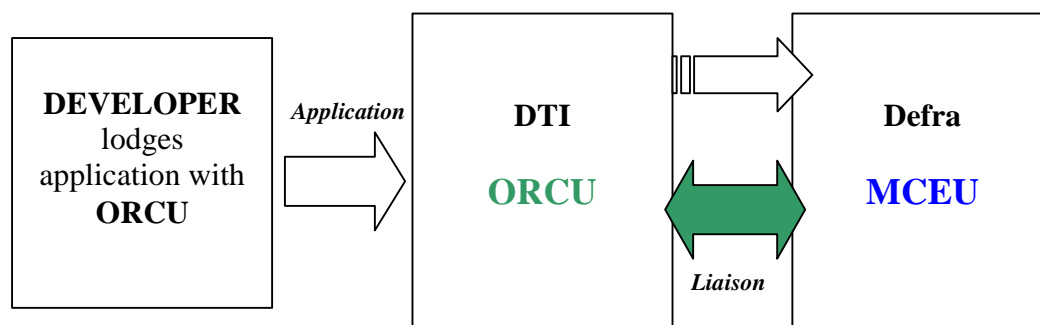 DEVELOPER
lodges
application with
ORCU
Application
DTI
ORCU
Liaison
Defra
MCEU